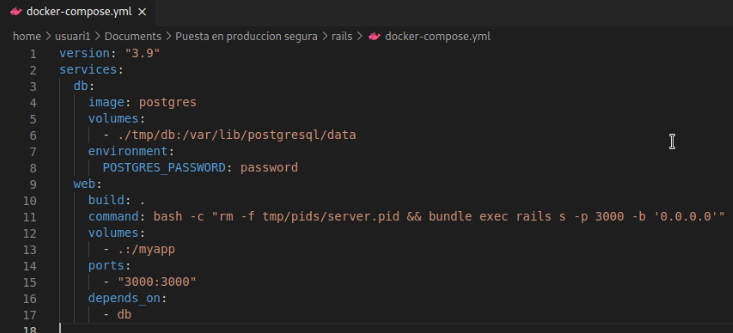 docker-compose.yml ×
home > usuari1 > Documents > Puesta en produccion segura > rails > docker-compose.yml
1 version: "3.9"
2 services:
3   db:
4     image: postgres
5     volumes:
6       - ./tmp/db:/var/lib/postgresql/data
7     environment:
8       POSTGRES_PASSWORD: password
9   web:
10     build: .
11     command: bash -c "rm -f tmp/pids/server.pid && bundle exec rails s -p 3000 -b '0.0.0.0'"
12     volumes:
13       - .:/myapp
14     ports:
15       - "3000:3000"
16     depends_on:
17       - db
18